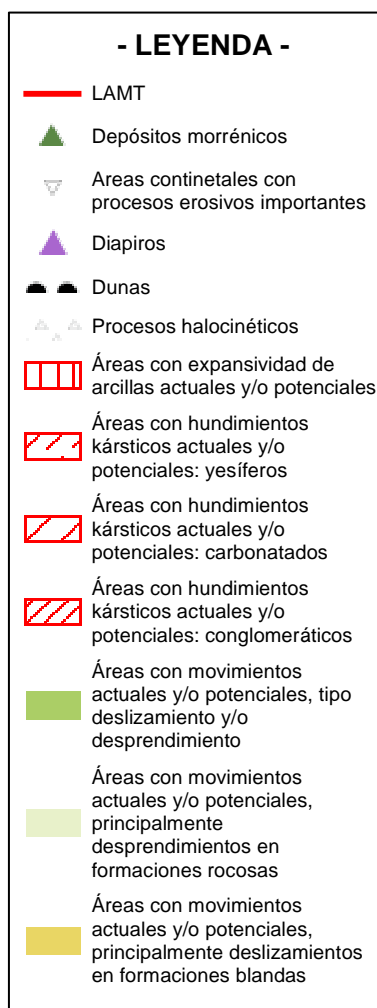 - LEYENDA -
LAMT
Depósitos morrénicos
Areas continetales con
procesos erosivos importantes
Diapiros
Dunas
Procesos halocinéticos
Áreas con expansividad de
arcillas actuales y/o potenciales
Áreas con hundimientos
kársticos actuales y/o
potenciales: yesíferos
Áreas con hundimientos
kársticos actuales y/o
potenciales: carbonatados
Áreas con hundimientos
kársticos actuales y/o
potenciales: conglomeráticos
Áreas con movimientos
actuales y/o potenciales, tipo
deslizamiento y/o
desprendimiento
Áreas con movimientos
actuales y/o potenciales,
principalmente
desprendimientos en
formaciones rocosas
Áreas con movimientos
actuales y/o potenciales,
principalmente deslizamientos
en formaciones blandas